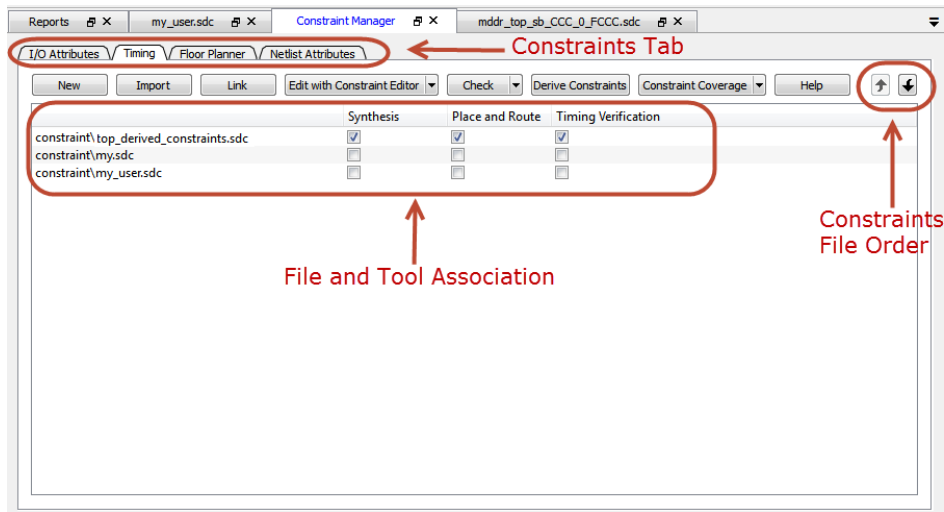 Reports my_user.sdc Constraint Manager mddr_top_sb_CCC_0_FCCC.sdc
I/O Attributes Timing Floor Planner Netlist Attributes
Constraints Tab
New Import Link Edit with Constraint Editor Check Derive Constraints Constraint Coverage Help
Synthesis Place and Route Timing Verification
constraint\top_derived_constraints.sdc
constraint\my.sdc
constraint\my_user.sdc
Constraints
File Order
File and Tool Association